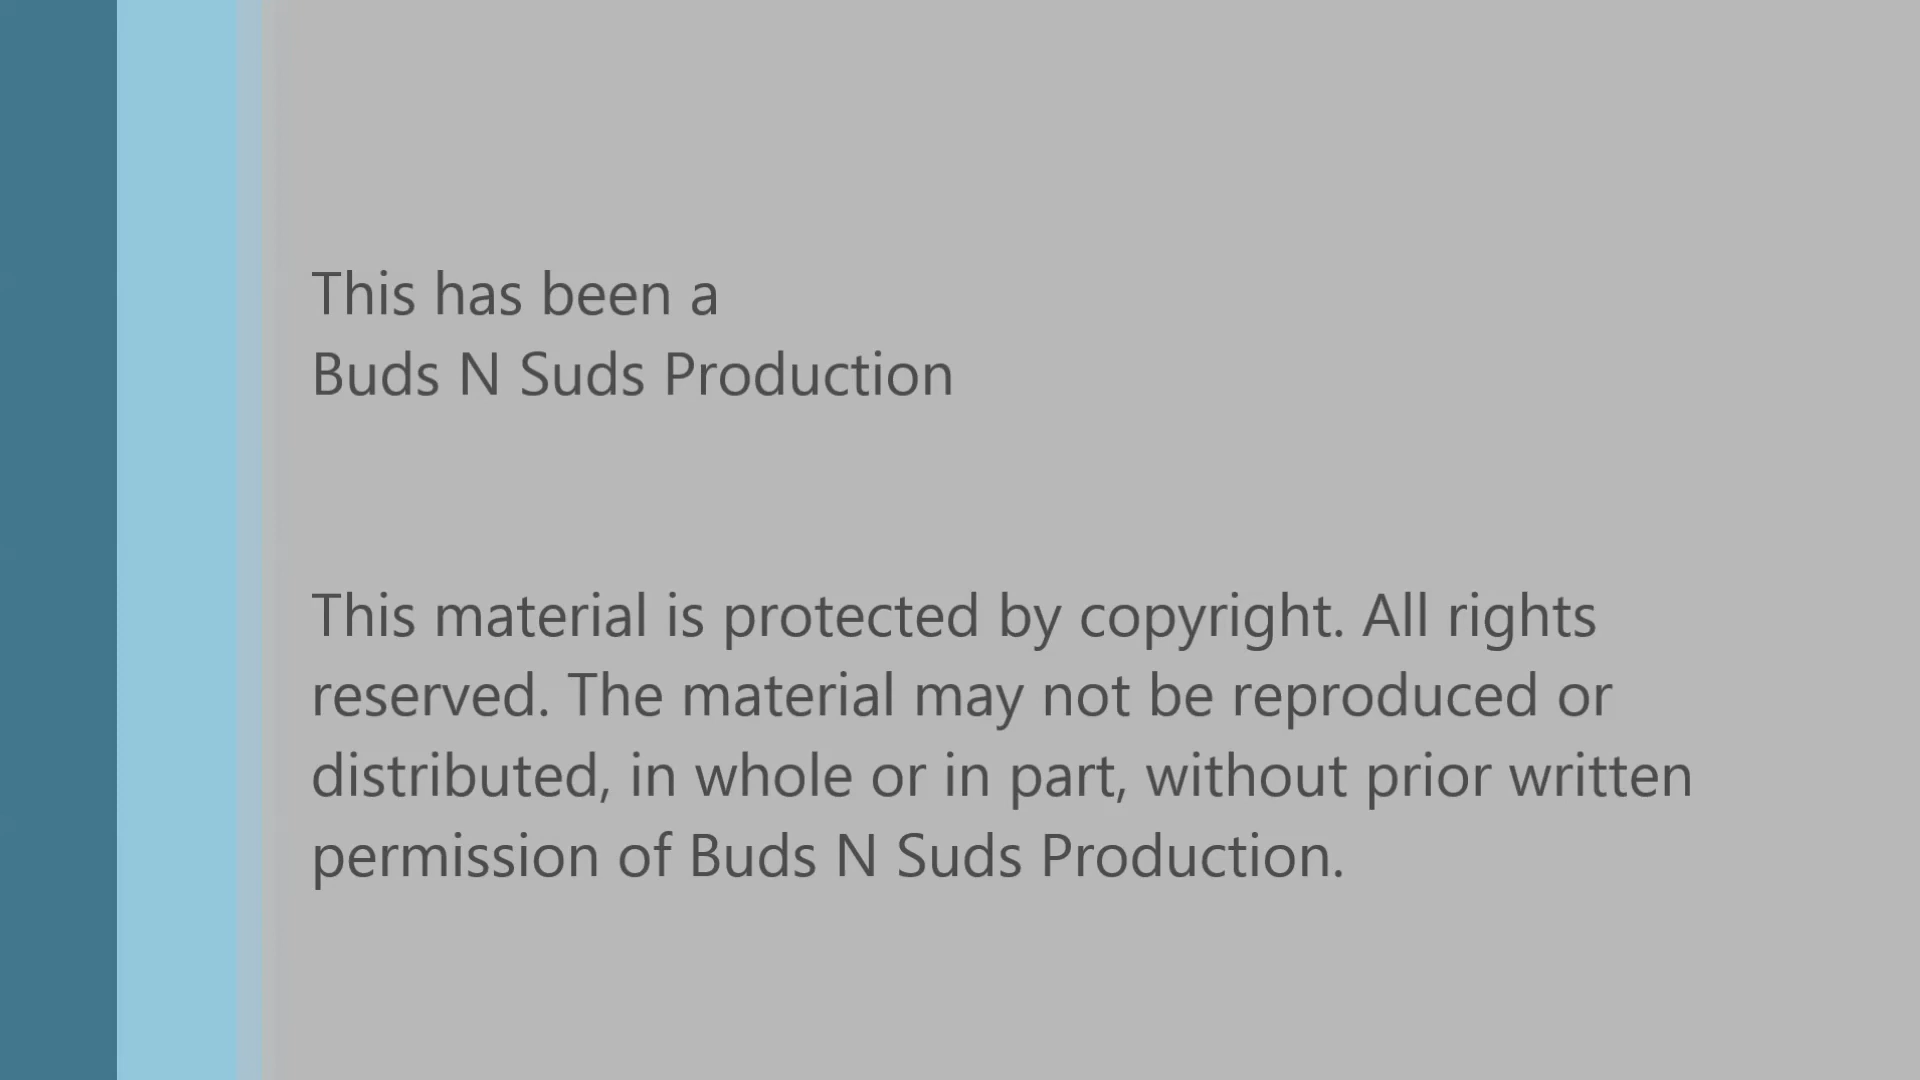 This has been a
Buds N Suds Production
This material is protected by copyright. All rights
reserved. The material may not be reproduced or
distributed, in whole or in part, without prior written
permission of Buds N Suds Production.